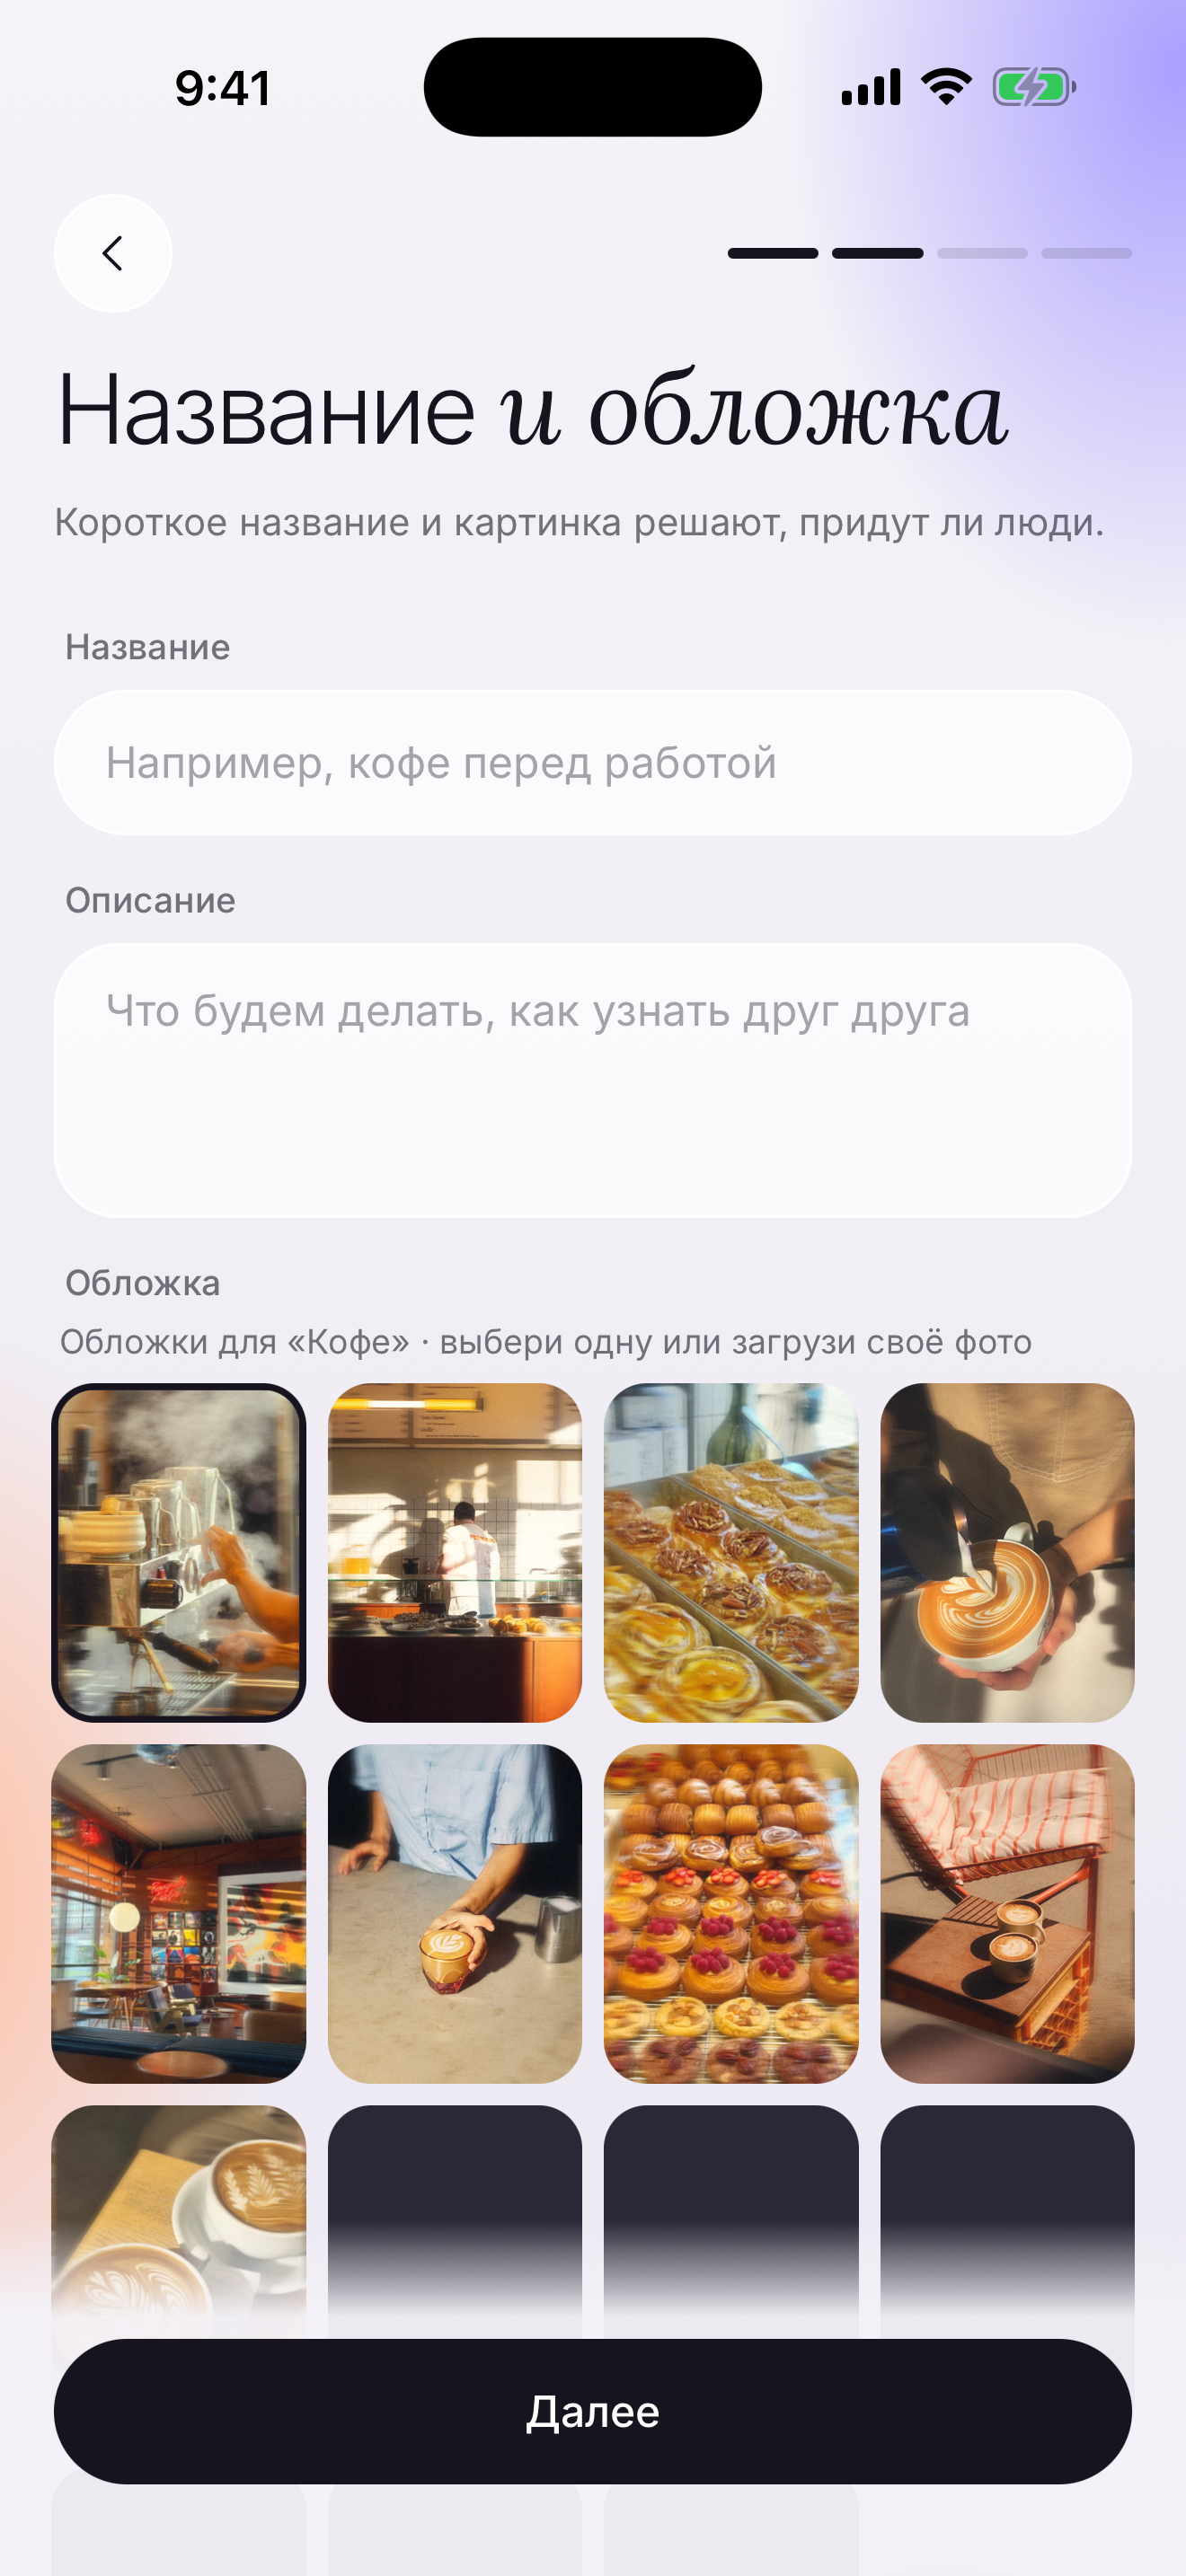 9:41
Название и обложка
Короткое название и картинка решают, придут ли люди.
Название
Например, кофе перед работой
Описание
Что будем делать, как узнать друг друга
Обложка
Обложки для «Кофе» · выбери одну или загрузи своё фото
Далее